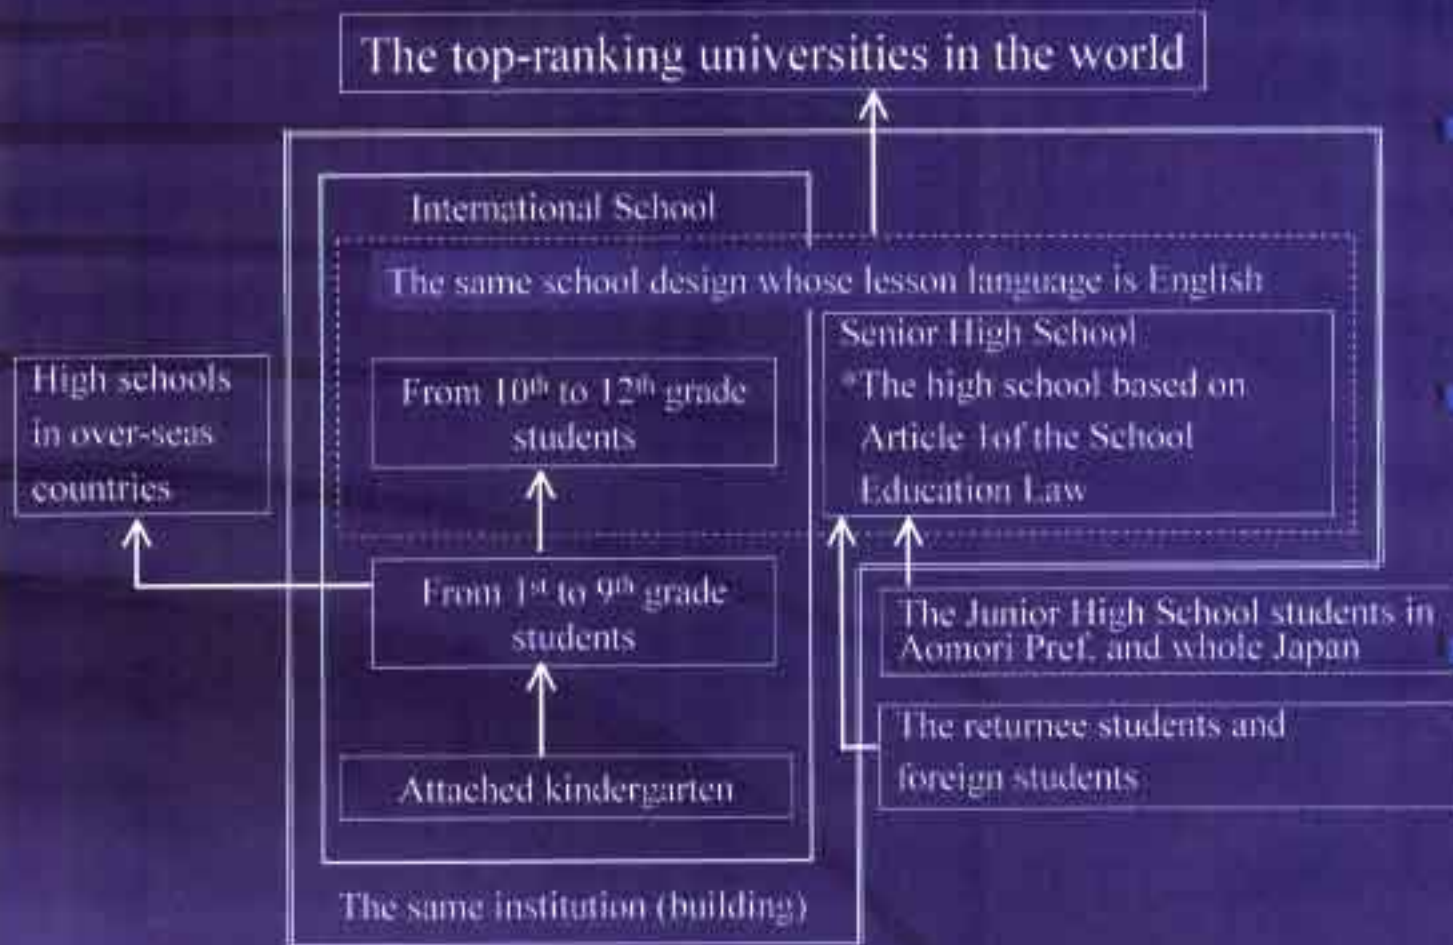 The top-ranking universities in the world
International School
The same school design whose lesson language is English
High schools
in over-seas
countries
From 10th to 12th grade
students
Senior High School
*The high school based on
Article 1of the School
Education Law
From 1st to 9th grade
students
The Junior High School students in
Aomori Pref. and whole Japan
The returnee students and
foreign students
Attached kindergarten
The same institution (building)